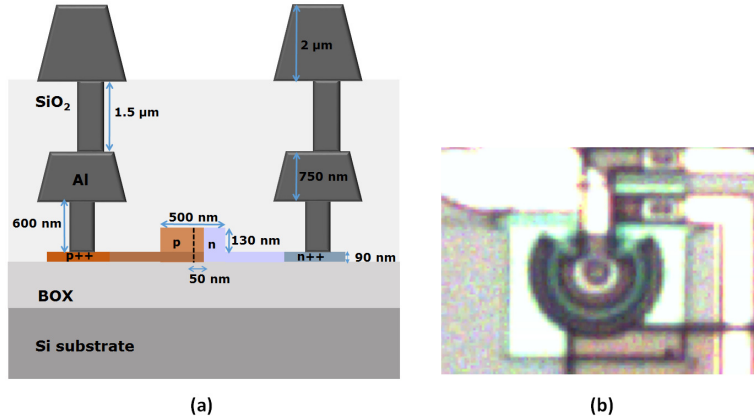 2 µm
SiO2
1.5 µm
Al
750 nm
600 nm
500 nm
p
n
130 nm
p++
n++
90 nm
50 nm
BOX
Si substrate
(a)
(b)